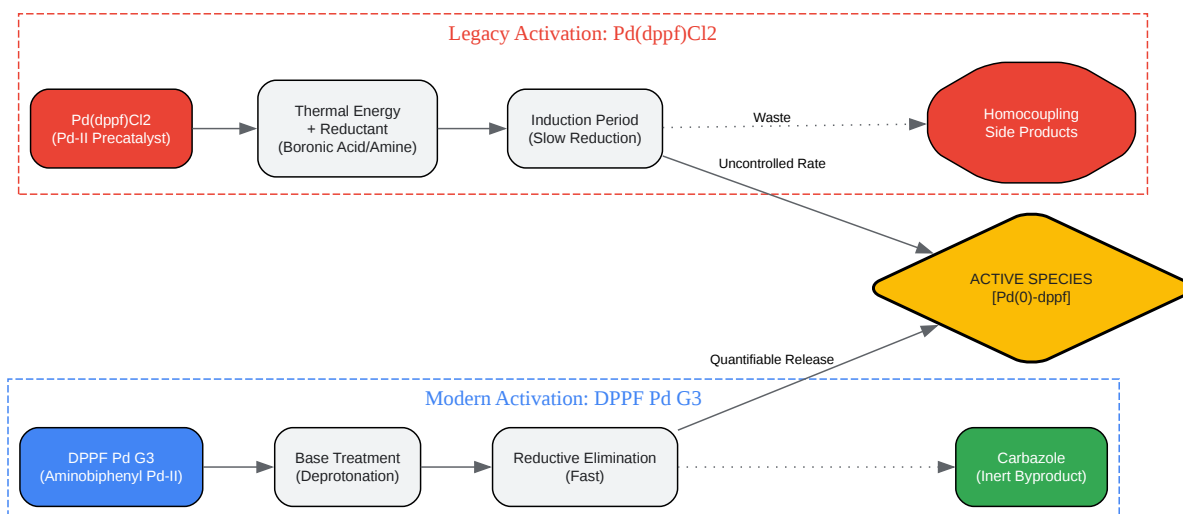 Legacy Activation: Pd(dppf)Cl2
Pd(dppf)Cl2
(Pd-II Precatalyst)
Thermal Energy
+ Reductant
(Boronic Acid/Amine)
Induction Period
(Slow Reduction)
Waste
Homocoupling
Side Products
Uncontrolled Rate
ACTIVE SPECIES
[Pd(0)-dppf]
Quantifiable Release
Modern Activation: DPPF Pd G3
DPPF Pd G3
(Aminobiphenyl Pd-II)
Base Treatment
(Deprotonation)
Reductive Elimination
(Fast)
Carbazole
(Inert Byproduct)